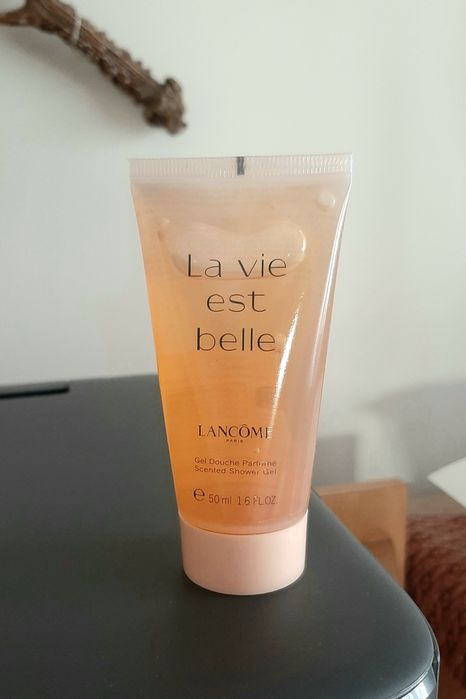 La vie
est
belle
LANCÔME
PARIS
Gel Douche Parfumé
Scented Shower Gel
e 50 ml 1.6 FL.OZ.